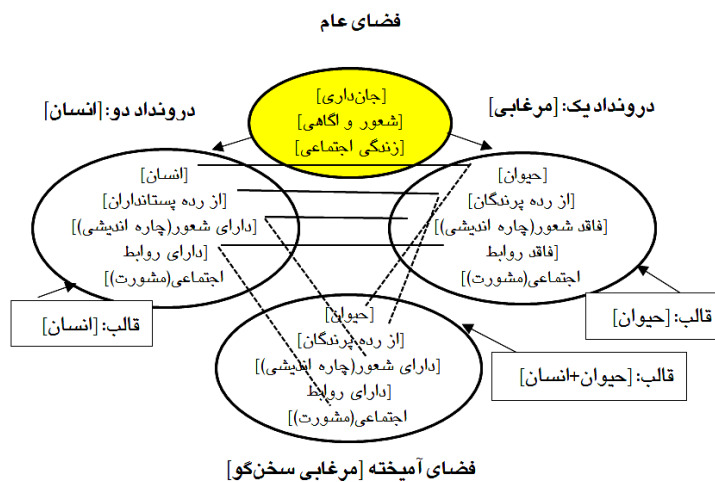 فضای عام
[جان‌داری]
[شعور و اگاهی]
[زندگی اجتماعی]
درونداد یک: [مرغابی]
درونداد دو: [انسان]
[حیوان]
[از رده پرندگان]
[فاقد شعور(چاره اندیشی)]
[فاقد روابط
اجتماعی(مشورت)]
[انسان]
[از رده پستانداران]
[دارای شعور(چاره اندیشی)]
[دارای روابط
اجتماعی(مشورت)]
قالب: [حیوان]
قالب: [انسان]
[حیوان]
[از رده پرندگان]
[دارای شعور(چاره اندیشی)]
[دارای روابط
اجتماعی(مشورت)]
قالب: [حیوان+انسان]
فضای آمیخته [مرغابی سخن‌گو]